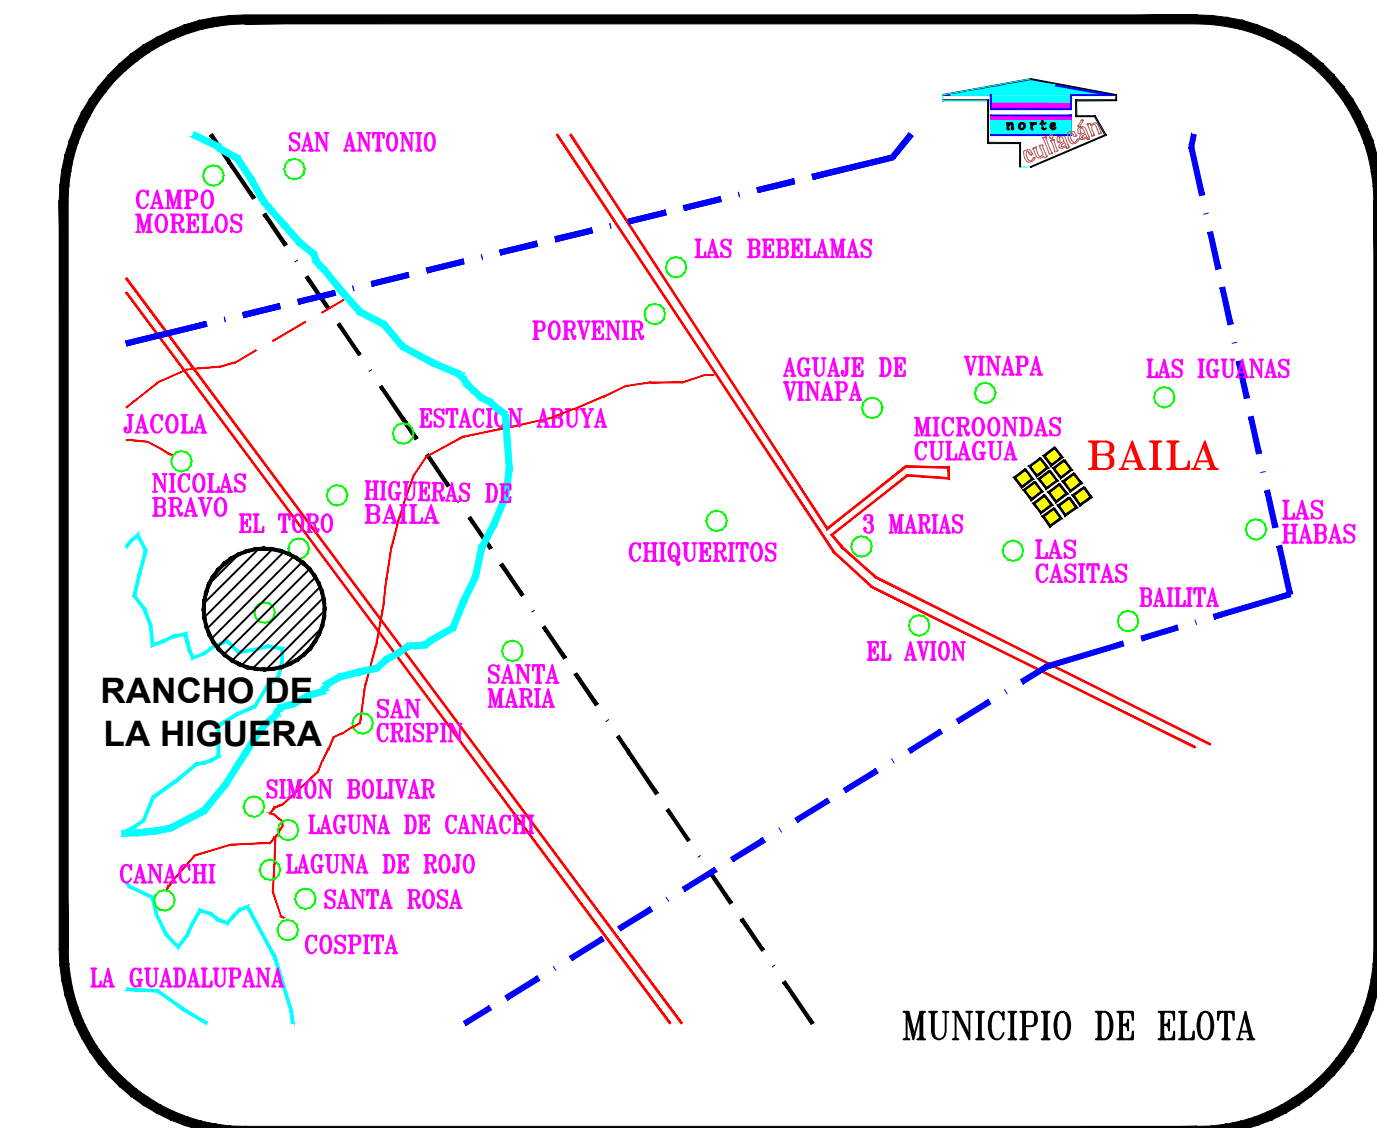 norte
culiacán
SAN ANTONIO
CAMPO
MORELOS
LAS BEBELAMAS
PORVENIR
AGUAJE DE
VINAPA
VINAPA
LAS IGUANAS
JACOLA
ESTACION ABUYA
MICROONDAS
CULAGUA
BAILA
NICOLAS
BRAVO
HIGUERAS DE
BAILA
EL TORO
3 MARIAS
LAS
HABAS
CHIQUERITOS
LAS
CASITAS
BAILITA
EL AVION
SANTA
MARIA
RANCHO DE
LA HIGUERA
SAN
CRISPIN
SIMON BOLIVAR
LAGUNA DE CANACHI
LAGUNA DE ROJO
CANACHI
SANTA ROSA
COSPITA
LA GUADALUPANA
MUNICIPIO DE ELOTA